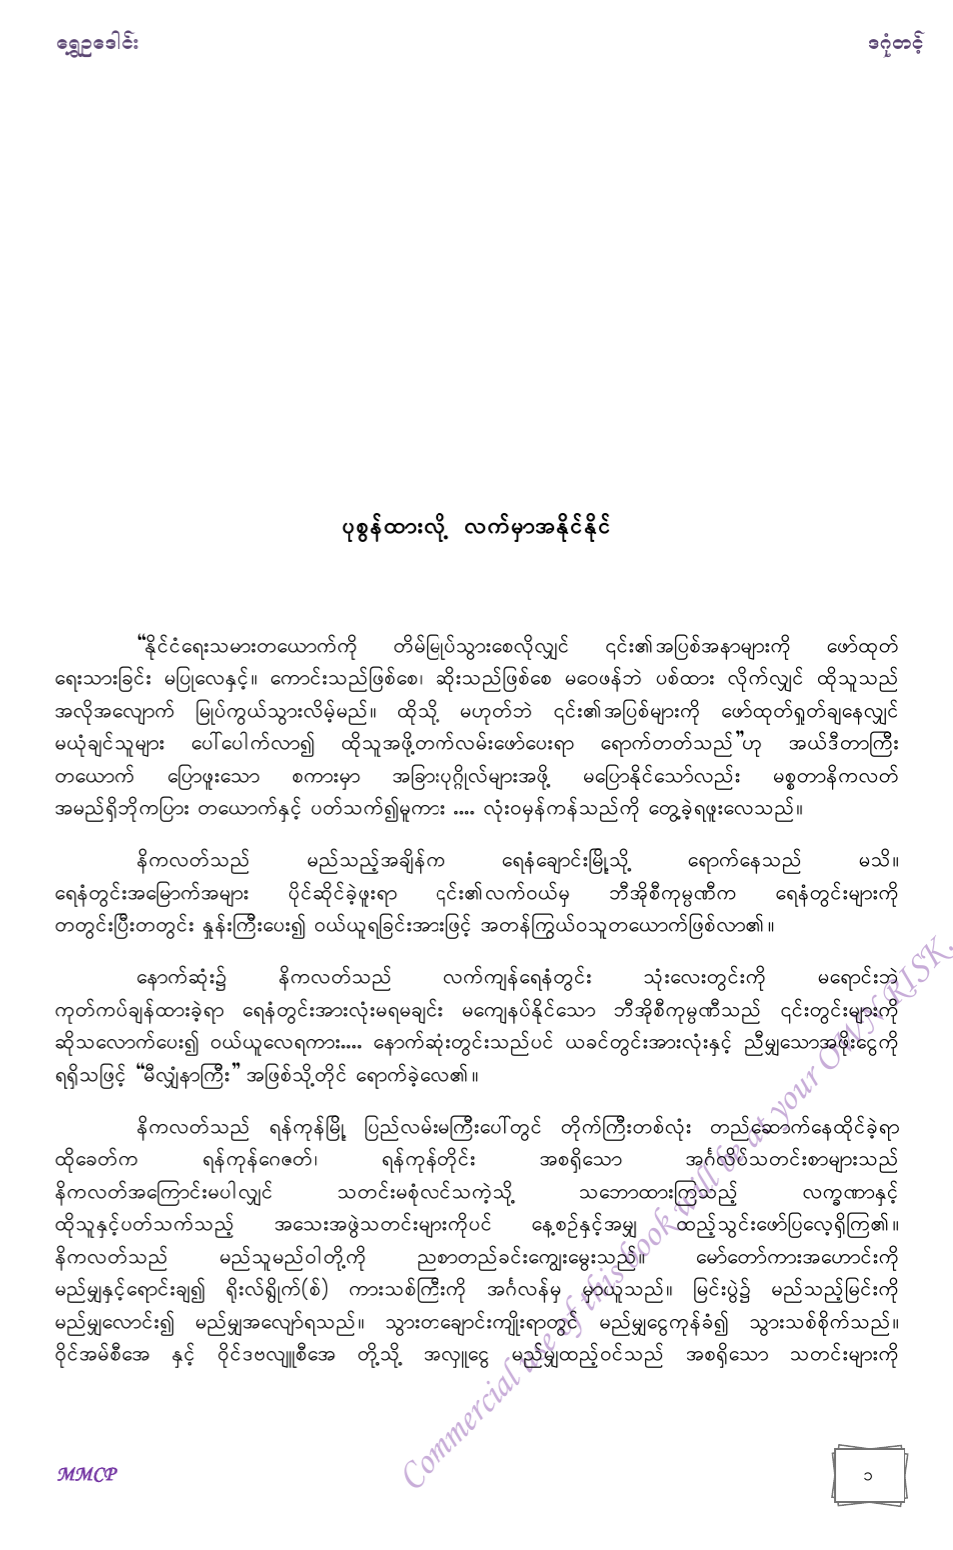 ရွှေဥဒေါင်း
ဒဂုံတင့်
ပုစွန်ထားလို့ လက်မှာအနိုင်နိုင်
“နိုင်ငံရေးသမားတယောက်ကို တိမ်မြုပ်သွားစေလိုလျှင် ၎င်း၏အပြစ်အနာများကို ဖော်ထုတ်
ရေးသားခြင်း မပြုလေနှင့်။ ကောင်းသည်ဖြစ်စေ၊ ဆိုးသည်ဖြစ်စေ မဝေဖန်ဘဲ ပစ်ထား လိုက်လျှင် ထိုသူသည်
အလိုအလျောက် မြုပ်ကွယ်သွားလိမ့်မည်။ ထိုသို့ မဟုတ်ဘဲ ၎င်း၏အပြစ်များကို ဖော်ထုတ်ရှုတ်ချနေလျှင်
မယုံချင်သူများ ပေါ်ပေါက်လာ၍ ထိုသူအဖို့တက်လမ်းဖော်ပေးရာ ရောက်တတ်သည်”ဟု အယ်ဒီတာကြီး
တယောက် ပြောဖူးသော စကားမှာ အခြားပုဂ္ဂိုလ်များအဖို့ မပြောနိုင်သော်လည်း မစ္စတာနိကလတ်
အမည်ရှိဘိုကပြား တယောက်နှင့် ပတ်သက်၍မူကား .... လုံးဝမှန်ကန်သည်ကို တွေ့ခဲ့ရဖူးလေသည်။
နိကလတ်သည် မည်သည့်အချိန်က ရေနံချောင်းမြို့သို့ ရောက်နေသည် မသိ။
ရေနံတွင်းအမြောက်အများ ပိုင်ဆိုင်ခဲ့ဖူးရာ ၎င်း၏လက်ဝယ်မှ ဘီအိုစီကုမ္ပဏီက ရေနံတွင်းများကို
တတွင်းပြီးတတွင်း နှုန်းကြီးပေး၍ ဝယ်ယူရခြင်းအားဖြင့် အတန်ကြွယ်ဝသူတယောက်ဖြစ်လာ၏။
နောက်ဆုံး၌ နိကလတ်သည် လက်ကျန်ရေနံတွင်း သုံးလေးတွင်းကို မရောင်းဘဲ
ကုတ်ကပ်ချန်ထားခဲ့ရာ ရေနံတွင်းအားလုံးမရမချင်း မကျေနပ်နိုင်သော ဘီအိုစီကုမ္ပဏီသည် ၎င်းတွင်းများကို
ဆိုသလောက်ပေး၍ ဝယ်ယူလေရကား.... နောက်ဆုံးတွင်းသည်ပင် ယခင်တွင်းအားလုံးနှင့် ညီမျှသောအဖိုးငွေကို
ရရှိသဖြင့် “မီလျှံနာကြီး” အဖြစ်သို့တိုင် ရောက်ခဲ့လေ၏။
နိကလတ်သည် ရန်ကုန်မြို့ ပြည်လမ်းမကြီးပေါ်တွင် တိုက်ကြီးတစ်လုံး တည်ဆောက်နေထိုင်ခဲ့ရာ
ထိုခေတ်က ရန်ကုန်ဂေဇတ်၊ ရန်ကုန်တိုင်း အစရှိသော အင်္ဂလိပ်သတင်းစာများသည်
နိကလတ်အကြောင်းမပါလျှင် သတင်းမစုံလင်သကဲ့သို့ သဘောထားကြသည့် လက္ခဏာနှင့်
ထိုသူနှင့်ပတ်သက်သည့် အသေးအဖွဲသတင်းများကိုပင် နေ့စဉ်နှင့်အမျှ ထည့်သွင်းဖော်ပြလေ့ရှိကြ၏။
နိကလတ်သည် မည်သူမည်ဝါတို့ကို ညစာတည်ခင်းကျွေးမွေးသည်။ မော်တော်ကားအဟောင်းကို
မည်မျှနှင့်ရောင်းချ၍ ရိုးလ်ရွိုက်(စ်) ကားသစ်ကြီးကို အင်္ဂလန်မှ မှာယူသည်။ မြင်းပွဲ၌ မည်သည့်မြင်းကို
မည်မျှလောင်း၍ မည်မျှအလျော်ရသည်။ သွားတချောင်းကျိုးရာတွင် မည်မျှငွေကုန်ခံ၍ သွားသစ်စိုက်သည်။
ဝိုင်အမ်စီအေ နှင့် ဝိုင်ဒဗလျူစီအေ တို့သို့ အလှူငွေ မည်မျှထည့်ဝင်သည် အစရှိသော သတင်းများကို
Commercial use of this book will be at your OWN RISK.
MMCP
၁